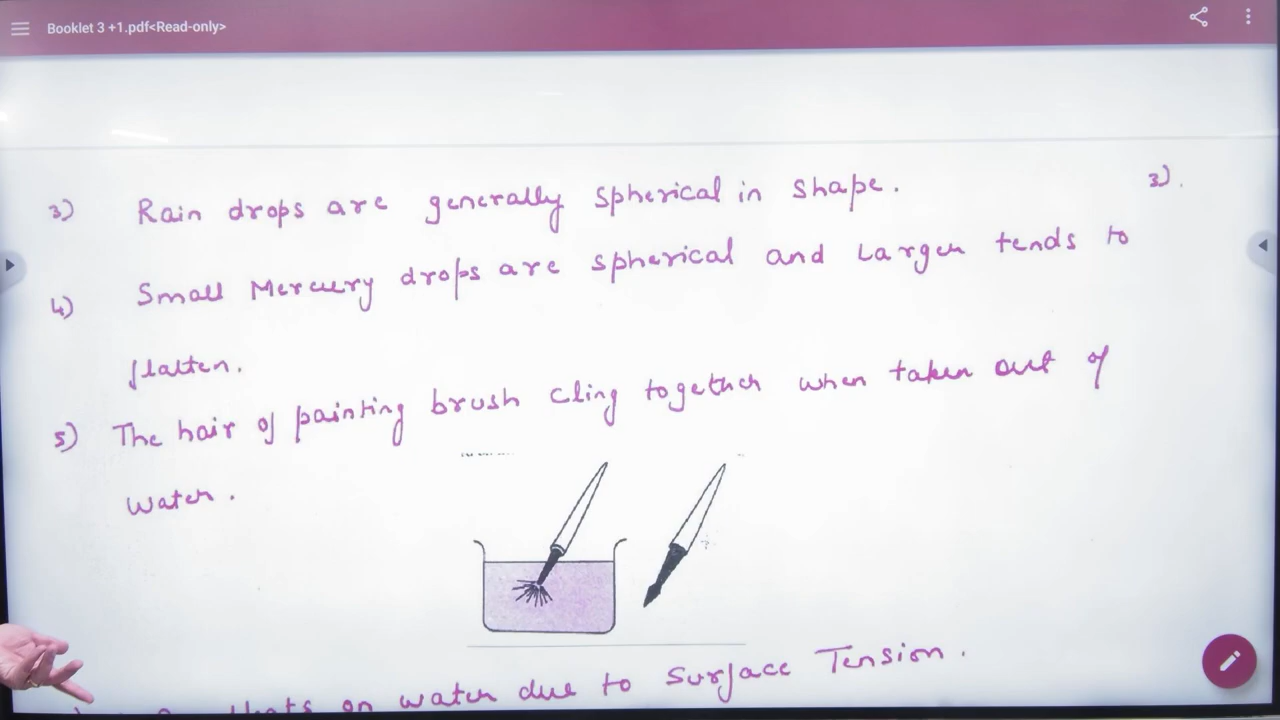 Booklet 3 +1.pdf<Read-only>
3) Rain drops are generally spherical in shape.
3).
4) Small Mercury drops are spherical and Larger tends to
flatten.
5) The hair of painting brush cling together when taken out of
water.
on water due to Surface Tension.